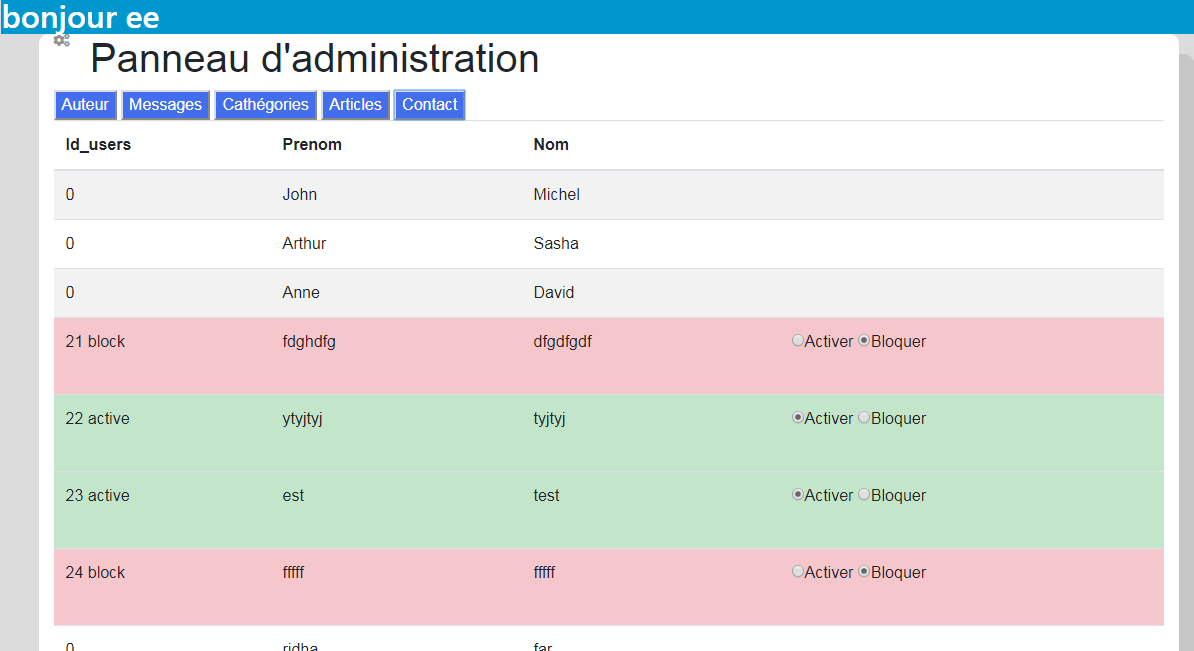 bonjour ee
Panneau d'administration
Auteur Messages Cathégories Articles Contact
Id_users Prenom Nom
0 John Michel
0 Arthur Sasha
0 Anne David
21 block fdghdfg dfgdfgdf Activer Bloquer
22 active ytyjtyj tyjtyj Activer Bloquer
23 active est test Activer Bloquer
24 block fffff fffff Activer Bloquer
0 ridha far